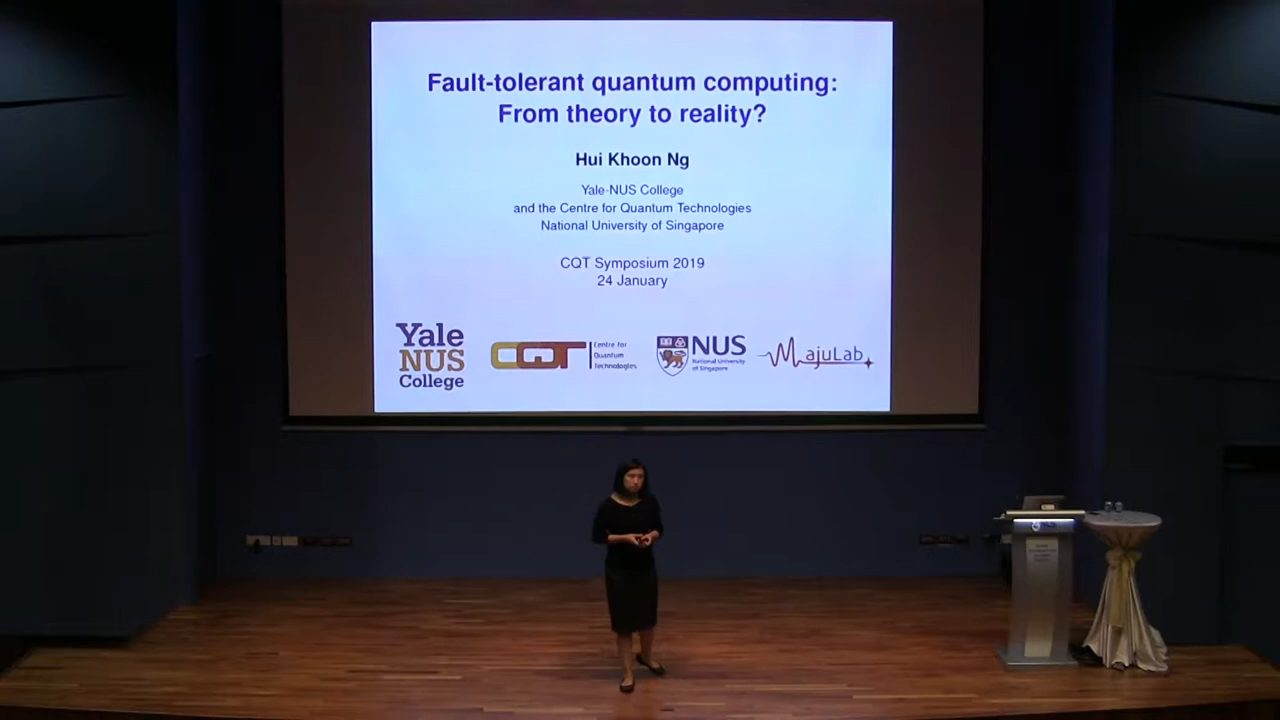 Fault-tolerant quantum computing:
From theory to reality?
Hui Khoon Ng
Yale-NUS College
and the Centre for Quantum Technologies
National University of Singapore
CQT Symposium 2019
24 January
Yale
NUS
College
CQT
Centre for
Quantum
Technologies
NUS
National University
of Singapore
MajuLab
NUS